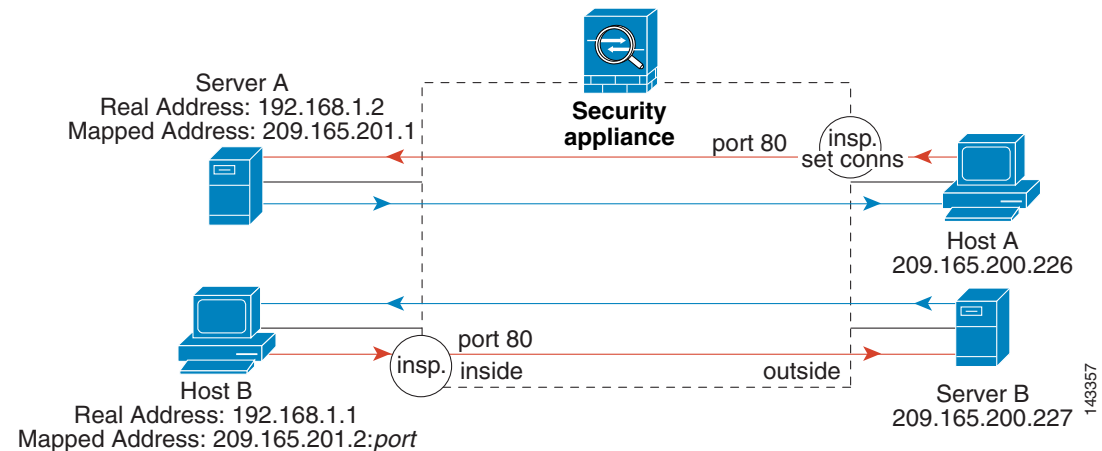 Server A
Real Address: 192.168.1.2
Mapped Address: 209.165.201.1
Security
appliance
port 80
insp.
set conns
Host A
209.165.200.226
port 80
insp.
inside
outside
Host B
Real Address: 192.168.1.1
Mapped Address: 209.165.201.2:port
Server B
209.165.200.227
143357